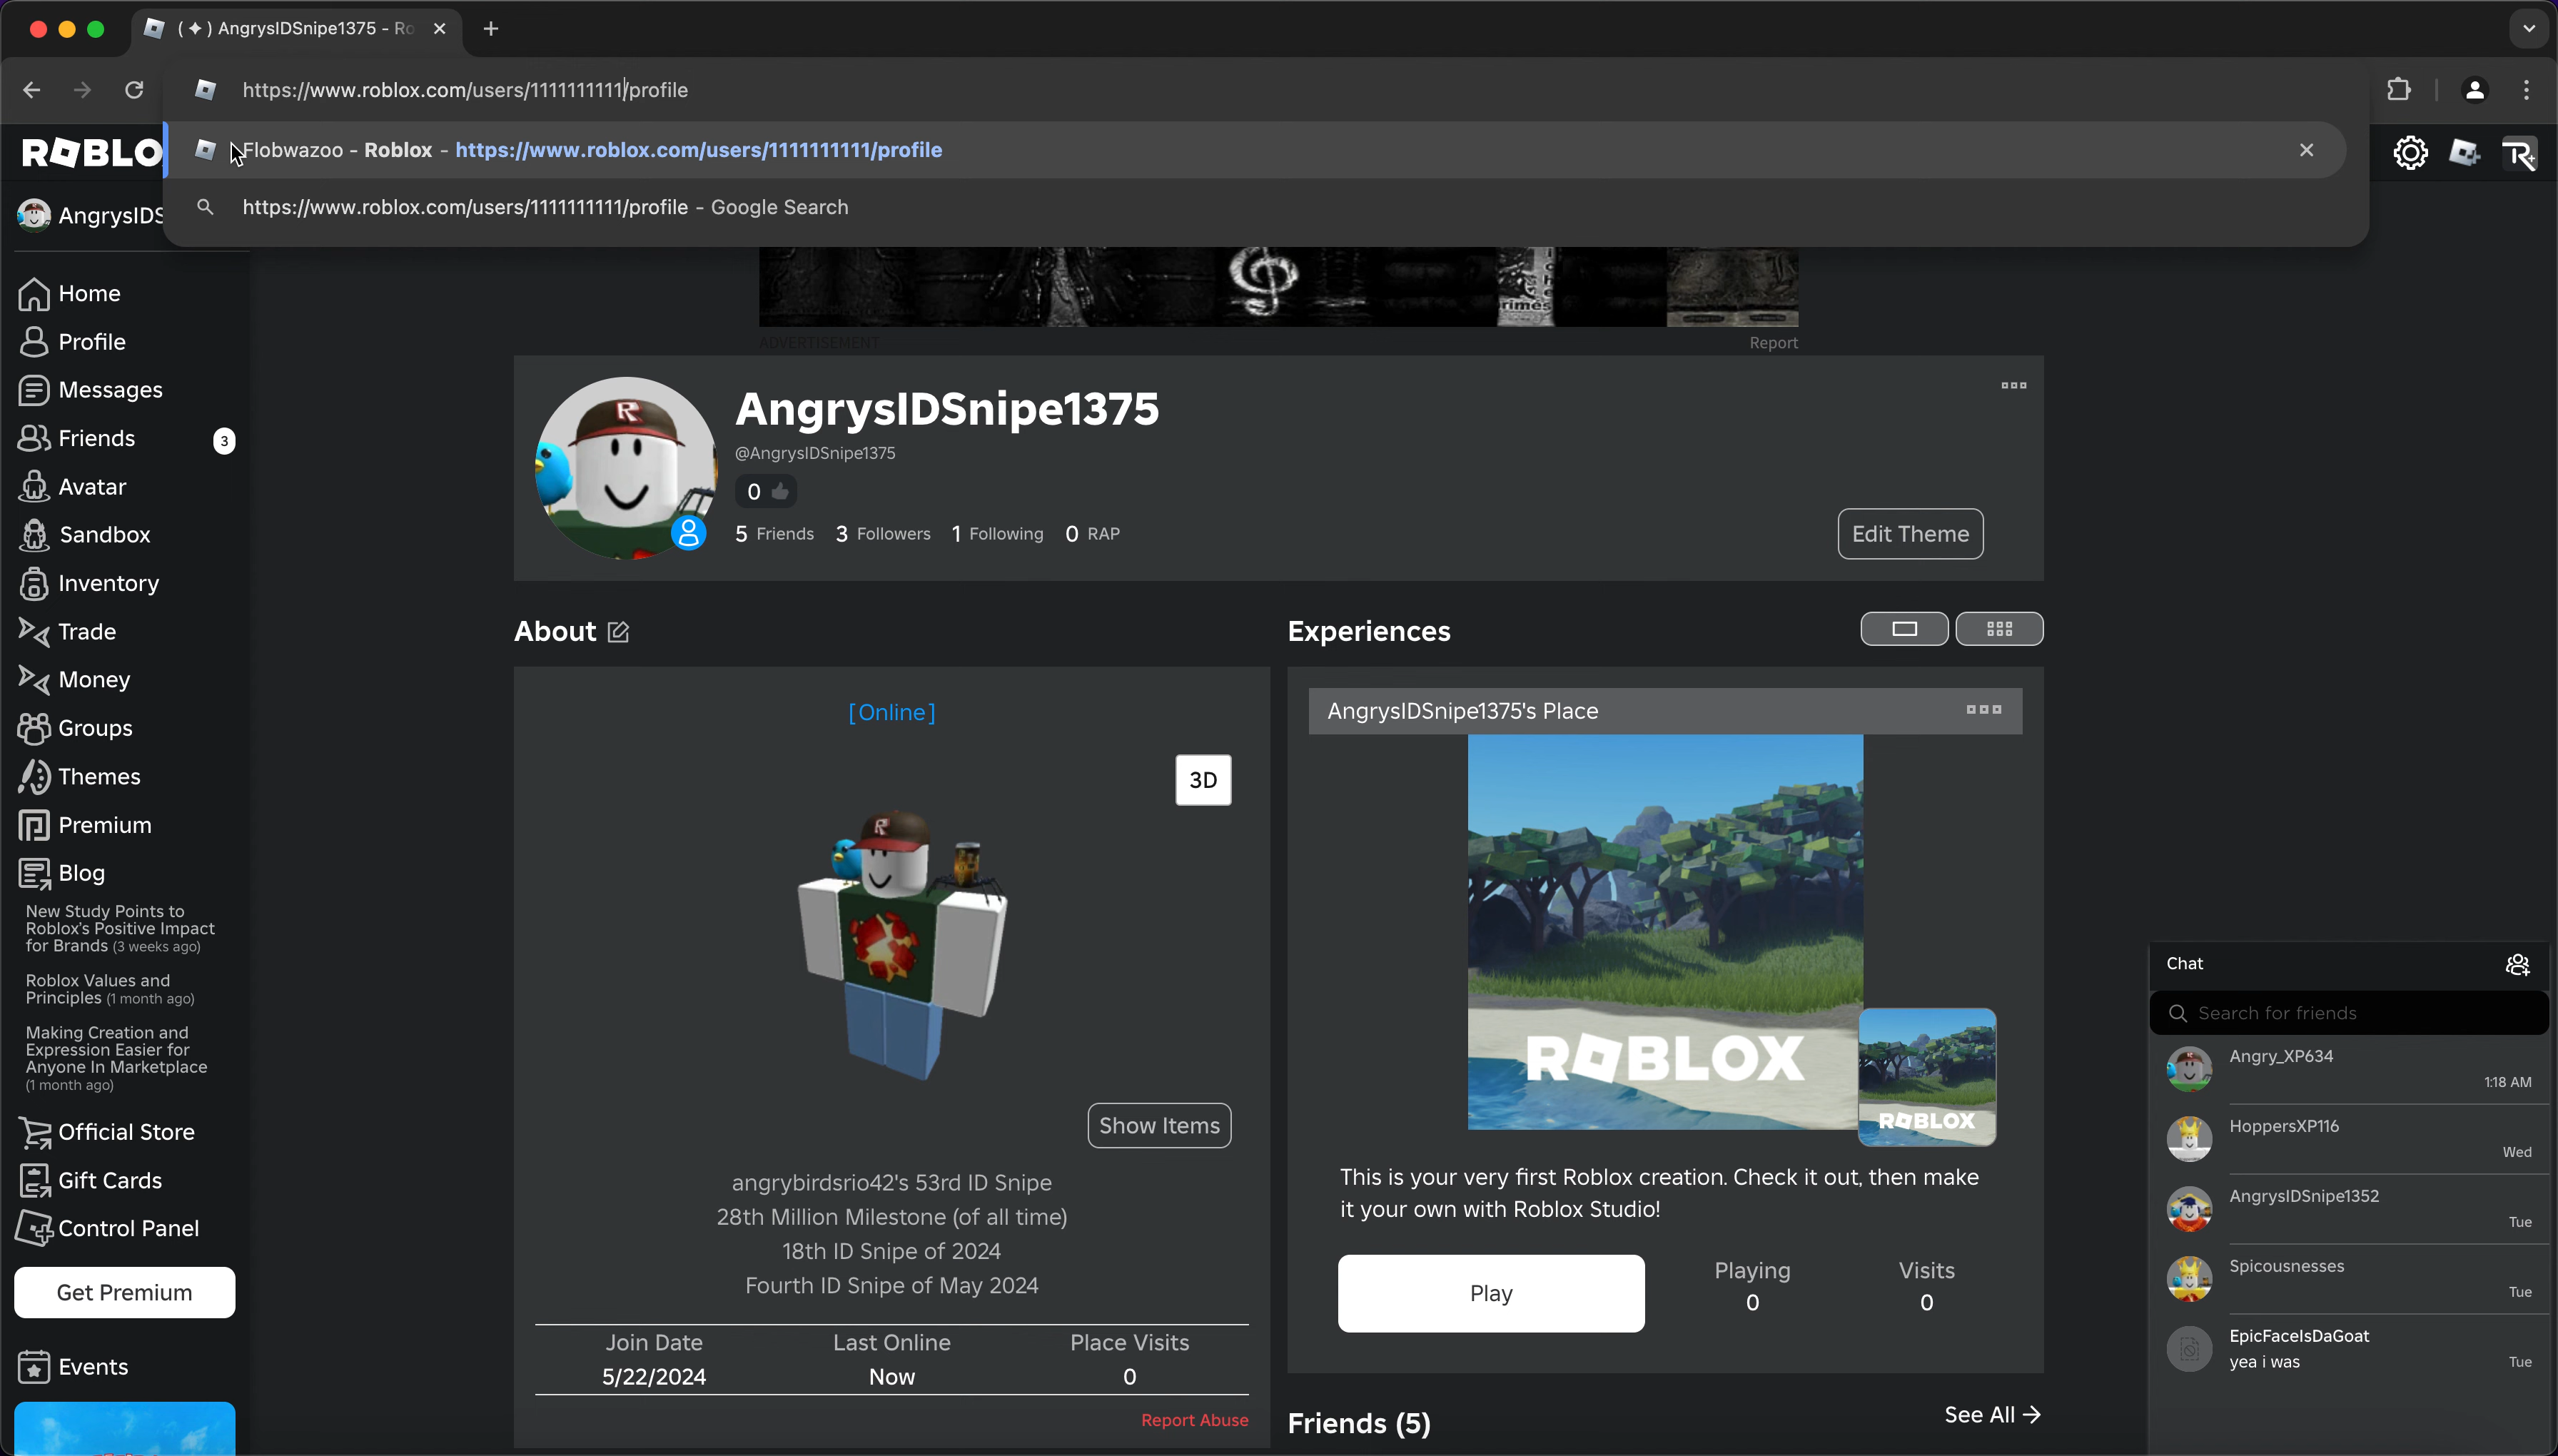 ( ✦ ) AngrysIDSnipe1375 - Ro
https://www.roblox.com/users/1111111111/profile
Flobwazoo - Roblox - https://www.roblox.com/users/1111111111/profile
https://www.roblox.com/users/1111111111/profile - Google Search
ROBLO
AngrysIDS
Home
Profile
Messages
Friends 3
Avatar
Sandbox
Inventory
Trade
Money
Groups
Themes
Premium
Blog
New Study Points to
Roblox's Positive Impact
for Brands (3 weeks ago)
Roblox Values and
Principles (1 month ago)
Making Creation and
Expression Easier for
Anyone In Marketplace
(1 month ago)
Official Store
Gift Cards
Control Panel
Get Premium
Events
ADVERTISEMENT
Report
AngrysIDSnipe1375
@AngrysIDSnipe1375
0
5 Friends 3 Followers 1 Following 0 RAP
Edit Theme
About
[Online]
3D
Show Items
angrybirdsrio42's 53rd ID Snipe
28th Million Milestone (of all time)
18th ID Snipe of 2024
Fourth ID Snipe of May 2024
Join Date Last Online Place Visits
5/22/2024 Now 0
Report Abuse
Experiences
AngrysIDSnipe1375's Place
ROBLOX
ROBLOX
This is your very first Roblox creation. Check it out, then make
it your own with Roblox Studio!
Play
Playing Visits
0 0
Friends (5)
See All →
Chat
Search for friends
Angry_XP634
1:18 AM
HoppersXP116
Wed
AngrysIDSnipe1352
Tue
Spicousnesses
Tue
EpicFaceIsDaGoat
yea i was Tue